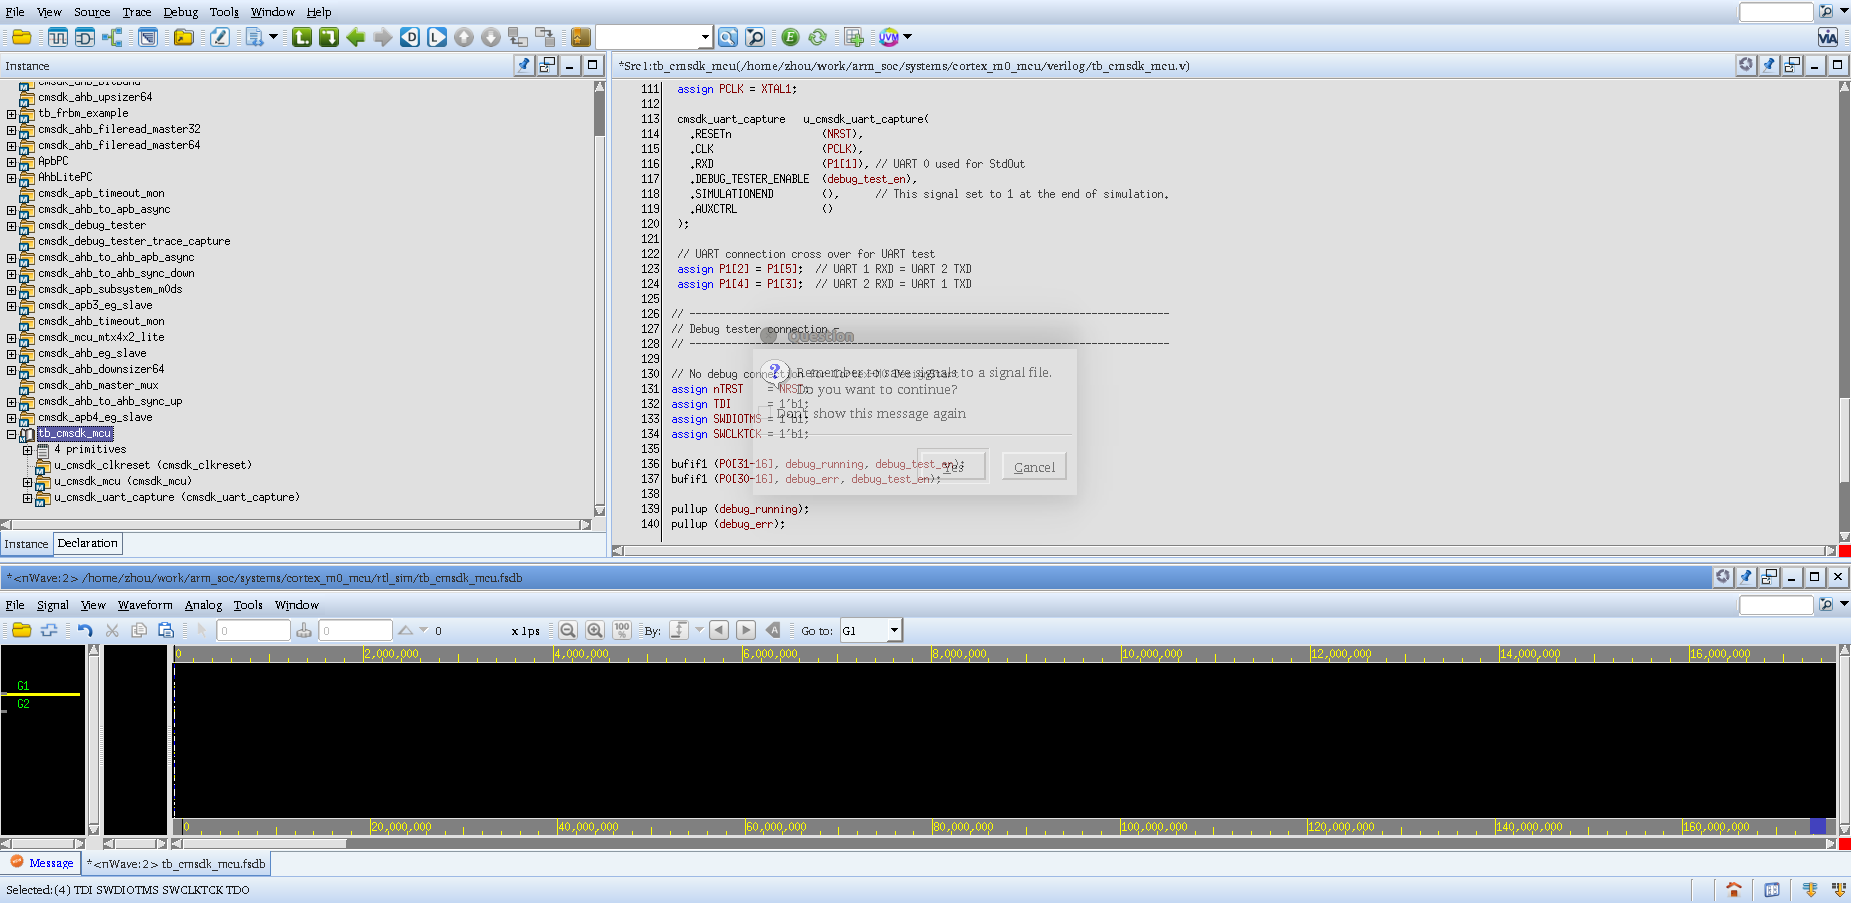 File View Source Trace Debug Tools Window Help
Instance
cmsdk_ahb_bitband
cmsdk_ahb_upsizer64
tb_frbm_example
cmsdk_ahb_fileread_master32
cmsdk_ahb_fileread_master64
ApbPC
AhbLitePC
cmsdk_apb_timeout_mon
cmsdk_ahb_to_apb_async
cmsdk_debug_tester
cmsdk_debug_tester_trace_capture
cmsdk_ahb_to_ahb_apb_async
cmsdk_ahb_to_ahb_sync_down
cmsdk_apb_subsystem_m0ds
cmsdk_apb3_eg_slave
cmsdk_ahb_timeout_mon
cmsdk_mcu_mtx4x2_lite
cmsdk_ahb_eg_slave
cmsdk_ahb_downsizer64
cmsdk_ahb_master_mux
cmsdk_ahb_to_ahb_sync_up
cmsdk_apb4_eg_slave
tb_cmsdk_mcu
4 primitives
u_cmsdk_clkreset (cmsdk_clkreset)
u_cmsdk_mcu (cmsdk_mcu)
u_cmsdk_uart_capture (cmsdk_uart_capture)
Instance Declaration
*Src1:tb_cmsdk_mcu(/home/zhou/work/arm_soc/systems/cortex_m0_mcu/verilog/tb_cmsdk_mcu.v)
111 assign PCLK = XTAL1;
112
113 cmsdk_uart_capture u_cmsdk_uart_capture(
114 .RESETn (NRST),
115 .CLK (PCLK),
116 .RXD (P1[1]), // UART 0 used for StdOut
117 .DEBUG_TESTER_ENABLE (debug_test_en),
118 .SIMULATIONEND (), // This signal set to 1 at the end of simulation.
119 .AUXCTRL ()
120 );
121
122 // UART connection cross over for UART test
123 assign P1[2] = P1[5]; // UART 1 RXD = UART 2 TXD
124 assign P1[4] = P1[3]; // UART 2 RXD = UART 1 TXD
125
126 // --------------------------------------------------------------------------------
127 // Debug tester connection -
128 // --------------------------------------------------------------------------------
129
130 // No debug connection for Cortex-M0 DesignStart
131 assign nTRST = NRST;
132 assign TDI = 1'b1;
133 assign SWDIOTMS = 1'b1;
134 assign SWCLKTCK = 1'b1;
135
136 bufif1 (P0[31-16], debug_running, debug_test_en);
137 bufif1 (P0[30-16], debug_err, debug_test_en);
138
139 pullup (debug_running);
140 pullup (debug_err);
Question
Remember to save signals to a signal file.
Do you want to continue?
Don't show this message again
Yes Cancel
*<nWave:2> /home/zhou/work/arm_soc/systems/cortex_m0_mcu/rtl_sim/tb_cmsdk_mcu.fsdb
File Signal View Waveform Analog Tools Window
0 0 0 x 1ps 100 % By: Go to: G1
0 2,000,000 4,000,000 6,000,000 8,000,000 10,000,000 12,000,000 14,000,000 16,000,000
G1
G2
0 20,000,000 40,000,000 60,000,000 80,000,000 100,000,000 120,000,000 140,000,000 160,000,000
Message *<nWave:2> tb_cmsdk_mcu.fsdb
Selected:(4) TDI SWDIOTMS SWCLKTCK TDO